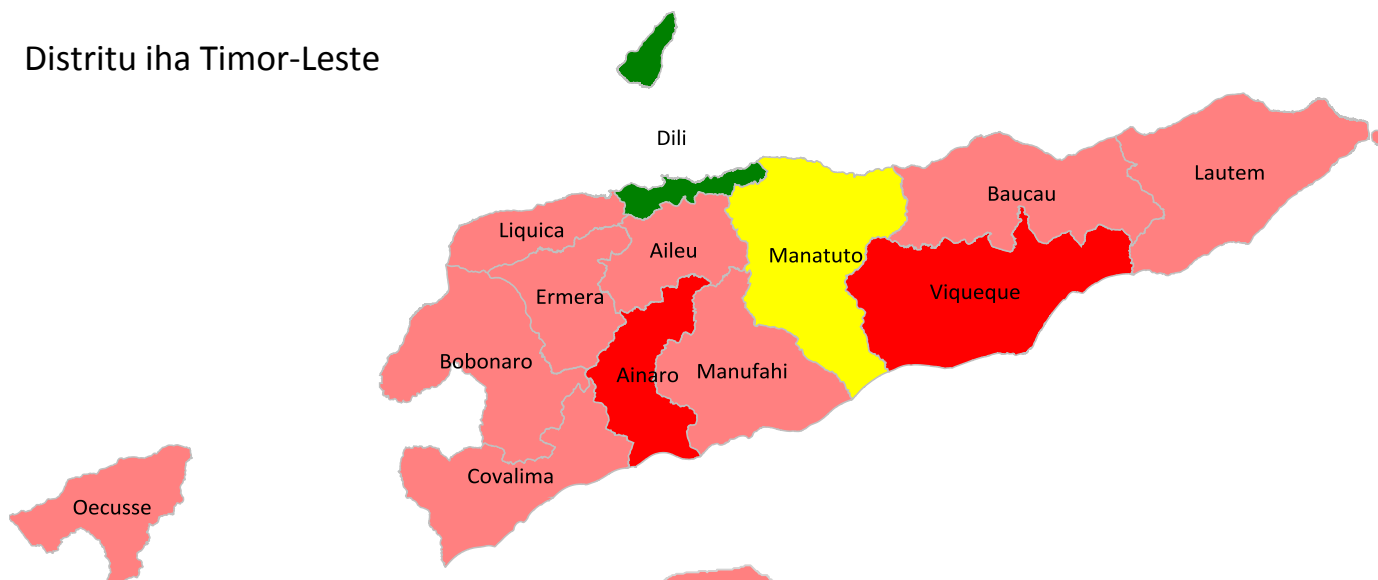 Distritu iha Timor-Leste
Dili
Lautem
Baucau
Liquica
Aileu
Manatuto
Viqueque
Ermera
Bobonaro
Ainaro
Manufahi
Covalima
Oecusse